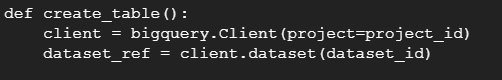 def create_table():
    client = bigquery.Client(project=project_id)
    dataset_ref = client.dataset(dataset_id)